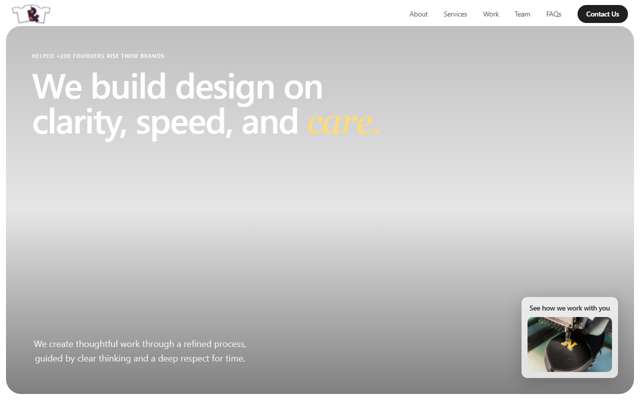 About Services Work Team FAQs Contact Us
HELPED +200 FOUNDERS RISE THEIR BRANDS
We build design on
clarity, speed, and care.
See how we work with you
We create thoughtful work through a refined process,
guided by clear thinking and a deep respect for time.